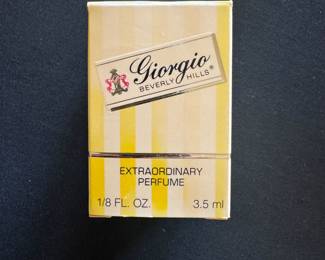 Giorgio®
BEVERLY HILLS
EXTRAORDINARY
PERFUME
1/8 FL. OZ. 3.5 ml